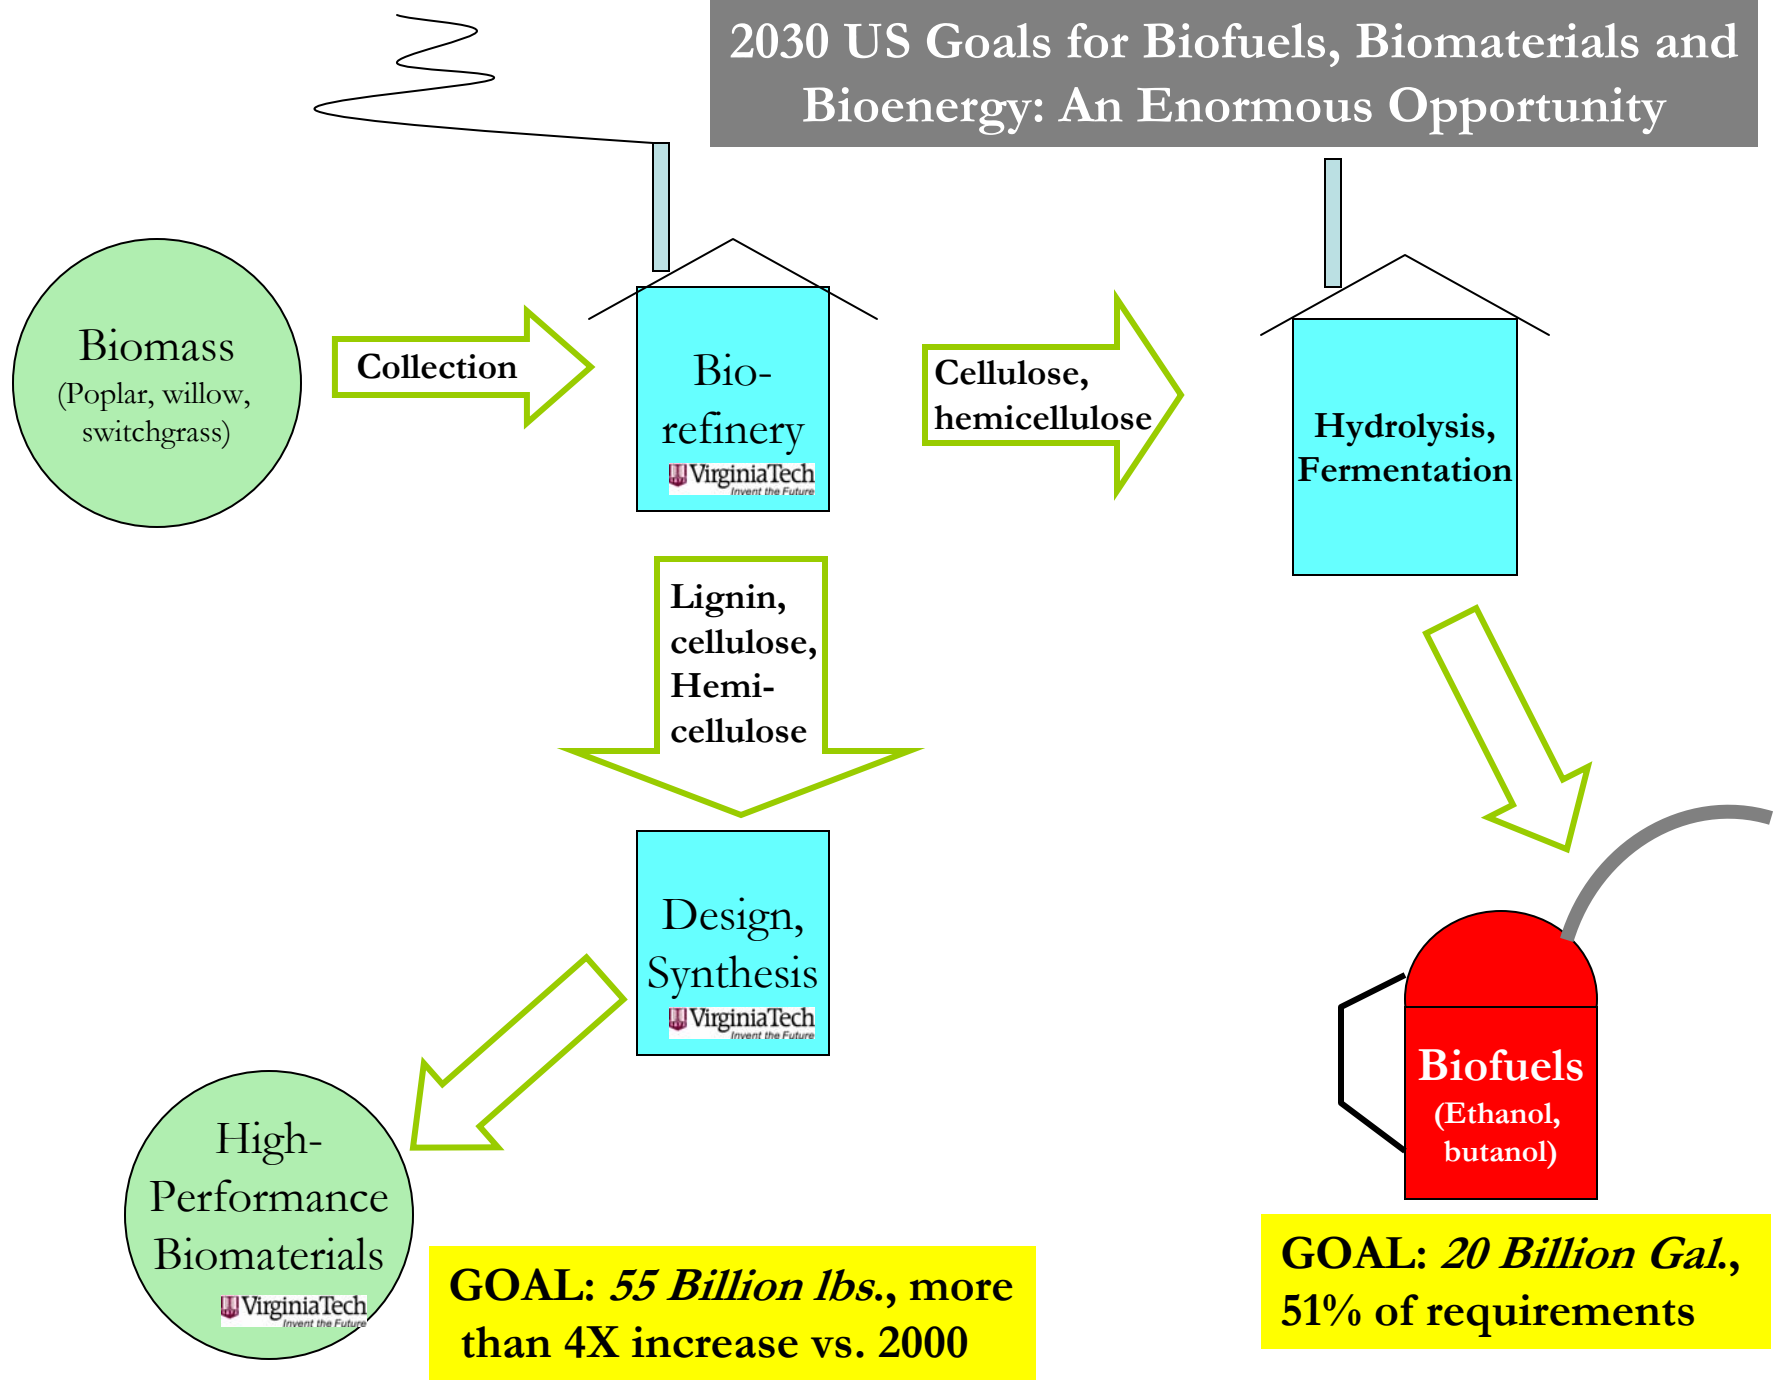 2030 US Goals for Biofuels, Biomaterials and
Bioenergy: An Enormous Opportunity
Biomass
(Poplar, willow,
switchgrass)
Collection
Bio-
refinery
VirginiaTech
Invent the Future
Cellulose,
hemicellulose
Hydrolysis,
Fermentation
Lignin,
cellulose,
Hemi-
cellulose
Design,
Synthesis
VirginiaTech
Invent the Future
High-
Performance
Biomaterials
VirginiaTech
Invent the Future
GOAL: 55 Billion lbs., more
than 4X increase vs. 2000
Biofuels
(Ethanol,
butanol)
GOAL: 20 Billion Gal.,
51% of requirements